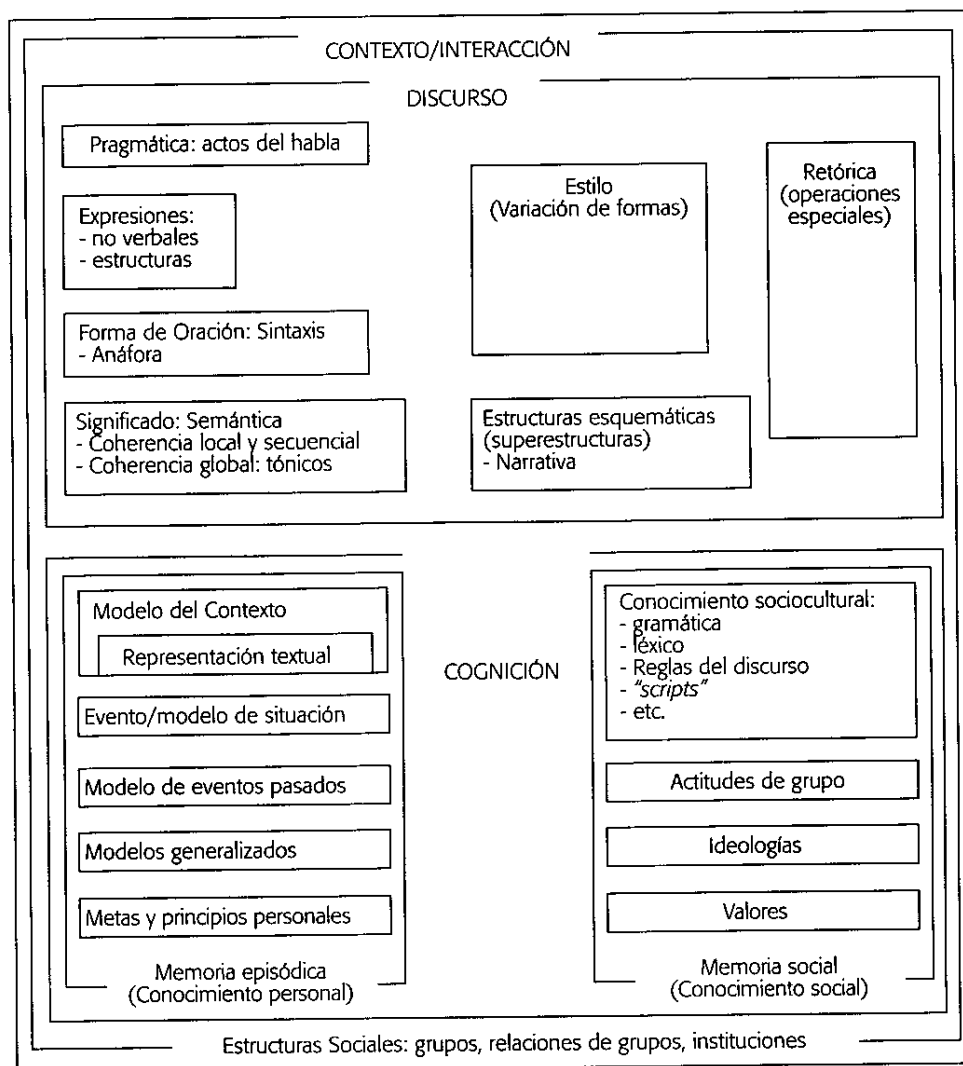 CONTEXTO/INTERACCIÓN
DISCURSO
Pragmática: actos del habla
Expresiones:
- no verbales
- estructuras
Forma de Oración: Sintaxis
- Anáfora
Significado: Semántica
- Coherencia local y secuencial
- Coherencia global: tónicos
Estilo
(Variación de formas)
Estructuras esquemáticas
(superestructuras)
- Narrativa
Retórica
(operaciones
especiales)
COGNICIÓN
Modelo del Contexto
Representación textual
Evento/modelo de situación
Modelo de eventos pasados
Modelos generalizados
Metas y principios personales
Memoria episódica
(Conocimiento personal)
Conocimiento sociocultural:
- gramática
- léxico
- Reglas del discurso
- "scripts"
- etc.
Actitudes de grupo
Ideologías
Valores
Memoria social
(Conocimiento social)
Estructuras Sociales: grupos, relaciones de grupos, instituciones